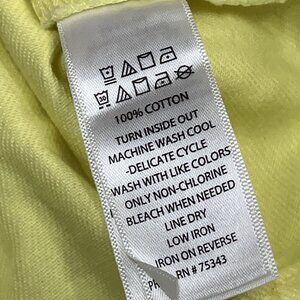 100% COTTON
TURN INSIDE OUT
MACHINE WASH COOL
-DELICATE CYCLE
WASH WITH LIKE COLORS
ONLY NON-CHLORINE
BLEACH WHEN NEEDED
LINE DRY
LOW IRON
IRON ON REVERSE
RN # 75343